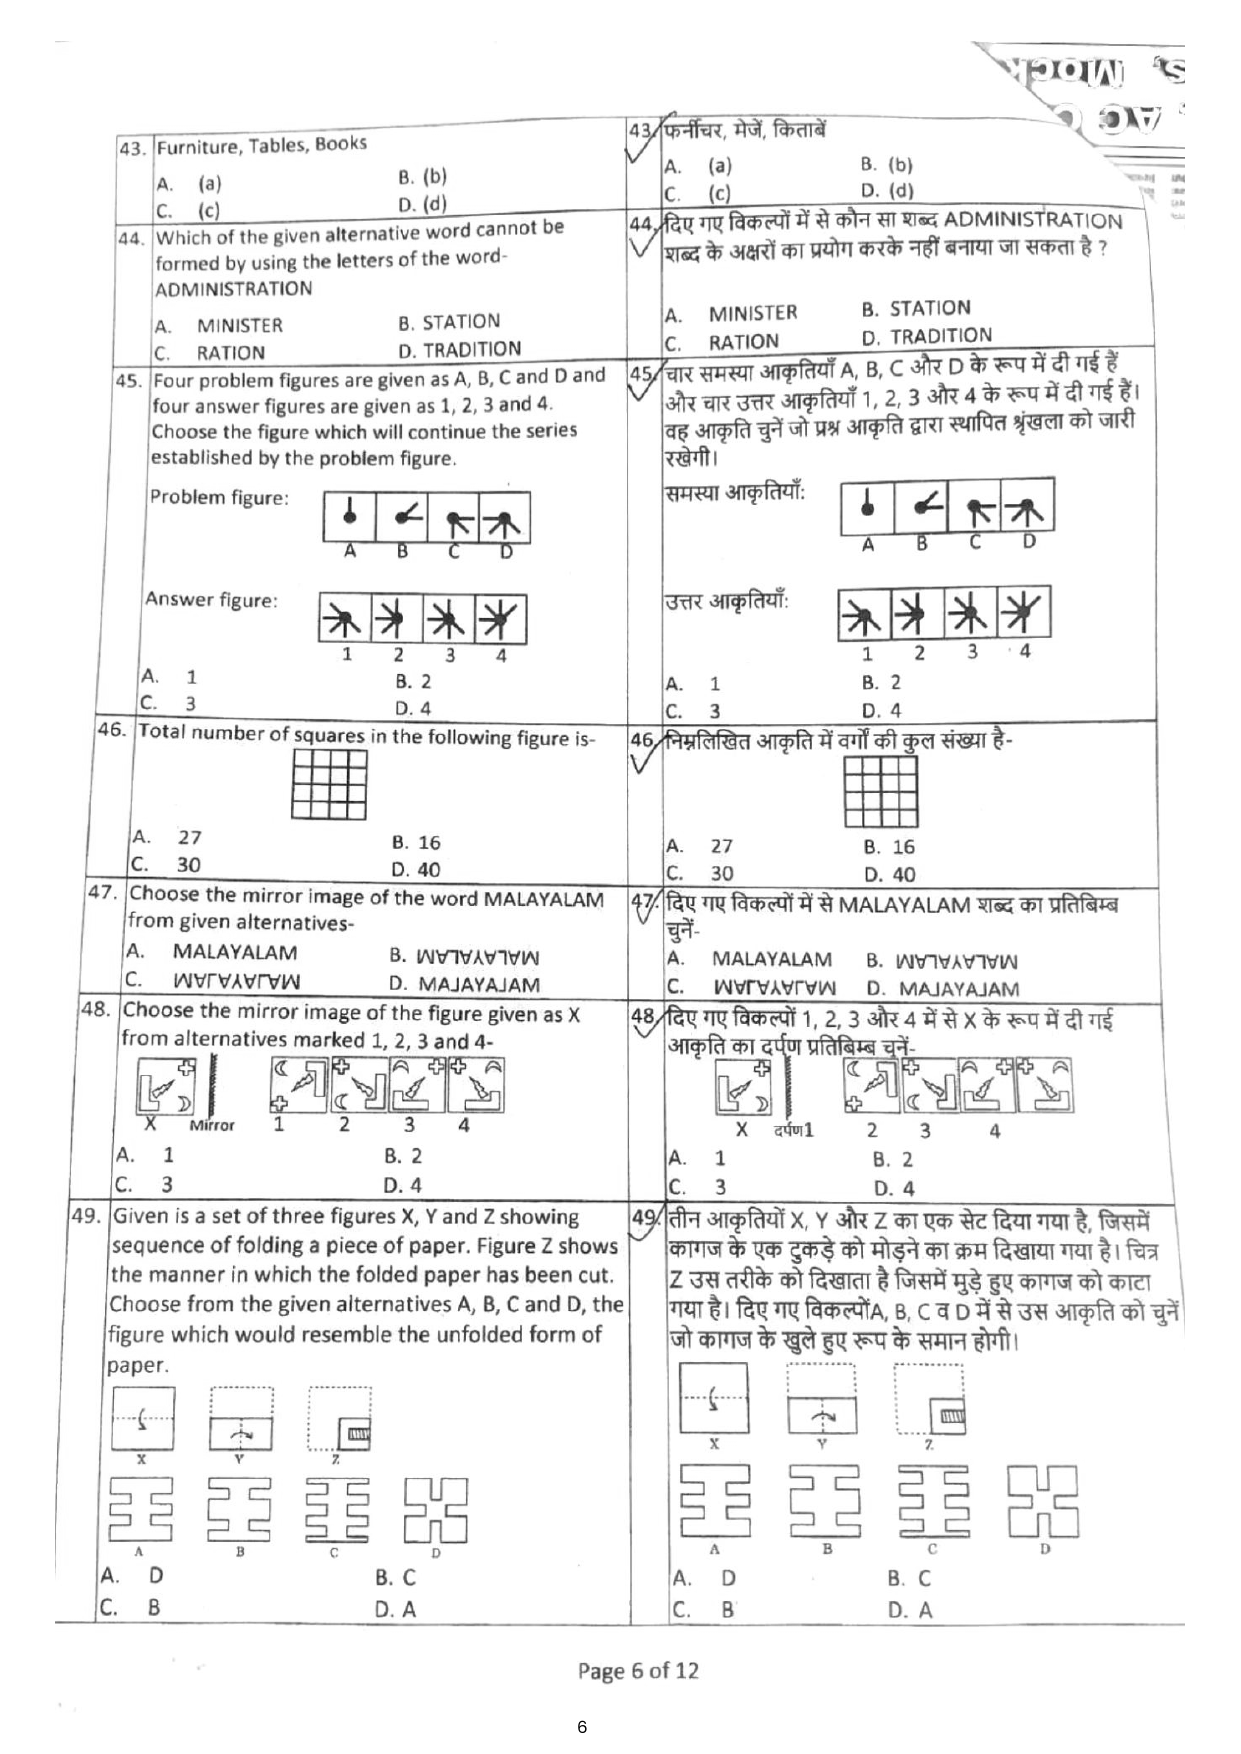 s, Mock
AC C
43. Furniture, Tables, Books
A. (a) B. (b)
C. (c) D. (d)
44. Which of the given alternative word cannot be
formed by using the letters of the word-
ADMINISTRATION
A. MINISTER B. STATION
C. RATION D. TRADITION
45. Four problem figures are given as A, B, C and D and
four answer figures are given as 1, 2, 3 and 4.
Choose the figure which will continue the series
established by the problem figure.
Problem figure:
A B C D
Answer figure:
1 2 3 4
A. 1 B. 2
C. 3 D. 4
46. Total number of squares in the following figure is-
A. 27 B. 16
C. 30 D. 40
47. Choose the mirror image of the word MALAYALAM
from given alternatives-
A. MALAYALAM B.
C. D. MAJAYAJAM
48. Choose the mirror image of the figure given as X
from alternatives marked 1, 2, 3 and 4-
X Mirror 1 2 3 4
A. 1 B. 2
C. 3 D. 4
49. Given is a set of three figures X, Y and Z showing
sequence of folding a piece of paper. Figure Z shows
the manner in which the folded paper has been cut.
Choose from the given alternatives A, B, C and D, the
figure which would resemble the unfolded form of
paper.
X Y Z
A B C D
A. D B. C
C. B D. A
43. फर्नीचर, मेजें, किताबें
A. (a) B. (b)
C. (c) D. (d)
44. दिए गए विकल्पों में से कौन सा शब्द ADMINISTRATION
शब्द के अक्षरों का प्रयोग करके नहीं बनाया जा सकता है ?
A. MINISTER B. STATION
C. RATION D. TRADITION
45. चार समस्या आकृतियाँ A, B, C और D के रूप में दी गई हैं
और चार उत्तर आकृतियाँ 1, 2, 3 और 4 के रूप में दी गई हैं।
वह आकृति चुनें जो प्रश्न आकृति द्वारा स्थापित श्रृंखला को जारी
रखेगी।
समस्या आकृतियाँ:
A B C D
उत्तर आकृतियाँ:
1 2 3 4
A. 1 B. 2
C. 3 D. 4
46. निम्नलिखित आकृति में वर्गों की कुल संख्या है-
A. 27 B. 16
C. 30 D. 40
47. दिए गए विकल्पों में से MALAYALAM शब्द का प्रतिबिम्ब
चुनें-
A. MALAYALAM B.
C. D. MAJAYAJAM
48. दिए गए विकल्पों 1, 2, 3 और 4 में से X के रूप में दी गई
आकृति का दर्पण प्रतिबिम्ब चुनें-
X दर्पण1 2 3 4
A. 1 B. 2
C. 3 D. 4
49. तीन आकृतियों X, Y और Z का एक सेट दिया गया है, जिसमें
कागज के एक टुकड़े को मोड़ने का क्रम दिखाया गया है। चित्र
Z उस तरीके को दिखाता है जिसमें मुड़े हुए कागज को काटा
गया है। दिए गए विकल्पोंA, B, C व D में से उस आकृति को चुनें
जो कागज के खुले हुए रूप के समान होगी।
X Y Z
A B C D
A. D B. C
C. B D. A
Page 6 of 12
6